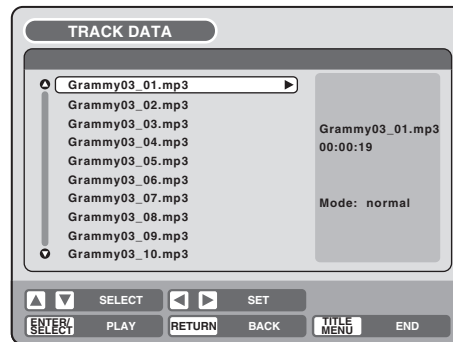 TRACK DATA
Grammy03_01.mp3
Grammy03_02.mp3
Grammy03_03.mp3
Grammy03_04.mp3
Grammy03_05.mp3
Grammy03_06.mp3
Grammy03_07.mp3
Grammy03_08.mp3
Grammy03_09.mp3
Grammy03_10.mp3
Grammy03_01.mp3
00:00:19
Mode: normal
SELECT SET
ENTER/SELECT PLAY RETURN BACK TITLE MENU END